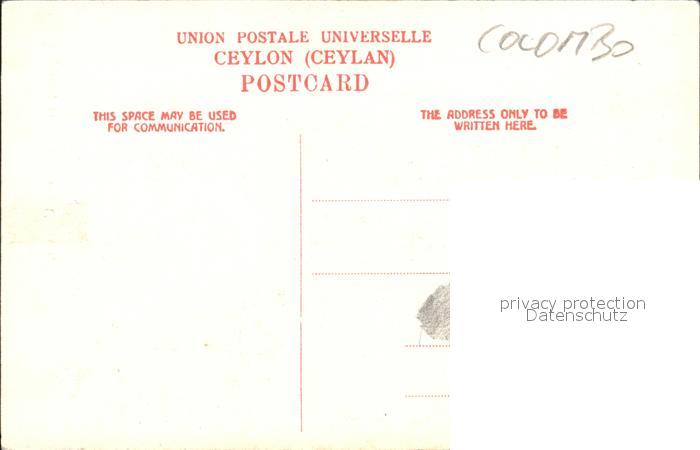 COLOMBO
UNION POSTALE UNIVERSELLE
CEYLON (CEYLAN)
POSTCARD
THIS SPACE MAY BE USED
FOR COMMUNICATION.
THE ADDRESS ONLY TO BE
WRITTEN HERE.
privacy protection
Datenschutz